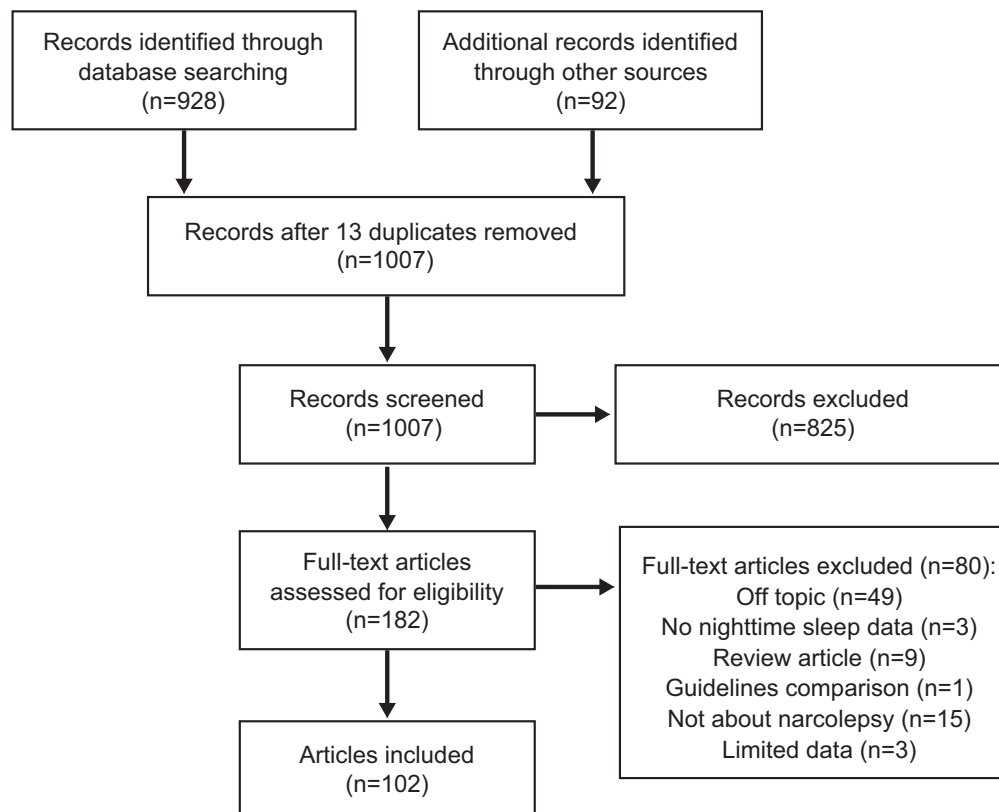 Records identified through
database searching
(n=928)
Additional records identified
through other sources
(n=92)
Records after 13 duplicates removed
(n=1007)
Records screened
(n=1007)
Records excluded
(n=825)
Full-text articles
assessed for eligibility
(n=182)
Full-text articles excluded (n=80):
Off topic (n=49)
No nighttime sleep data (n=3)
Review article (n=9)
Guidelines comparison (n=1)
Not about narcolepsy (n=15)
Limited data (n=3)
Articles included
(n=102)